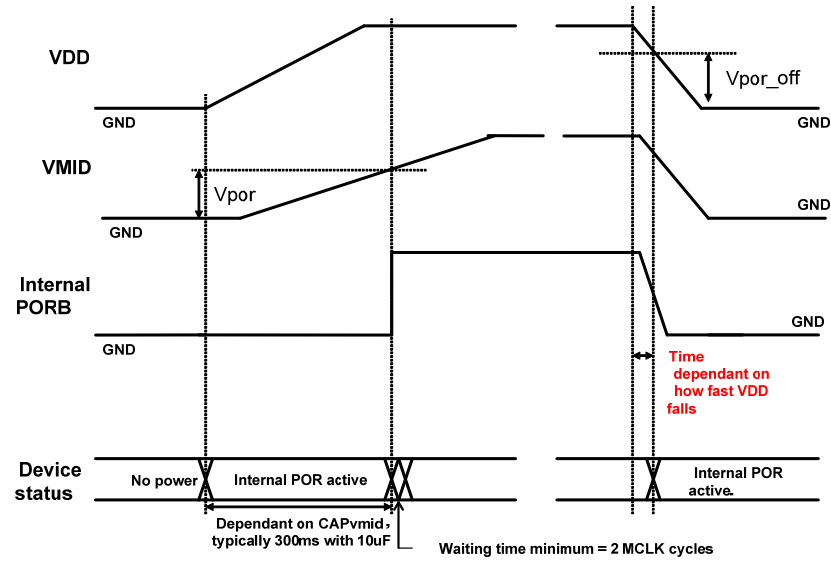 VDD
GND
Vpor_off
GND
VMID
Vpor
GND
GND
Internal
PORB
GND
GND
Time
dependant on
how fast VDD
falls
Device
status
No power
Internal POR active
Internal POR
active.
Dependant on CAPvmid，
typically 300ms with 10uF
Waiting time minimum = 2 MCLK cycles